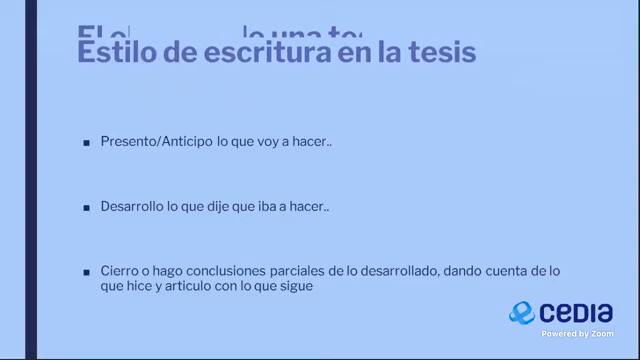 Estilo de escritura en la tesis
▪ Presento/Anticipo lo que voy a hacer..
▪ Desarrollo lo que dije que iba a hacer..
▪ Cierro o hago conclusiones parciales de lo desarrollado, dando cuenta de lo
que hice y articulo con lo que sigue
CEDIA
Powered by Zoom